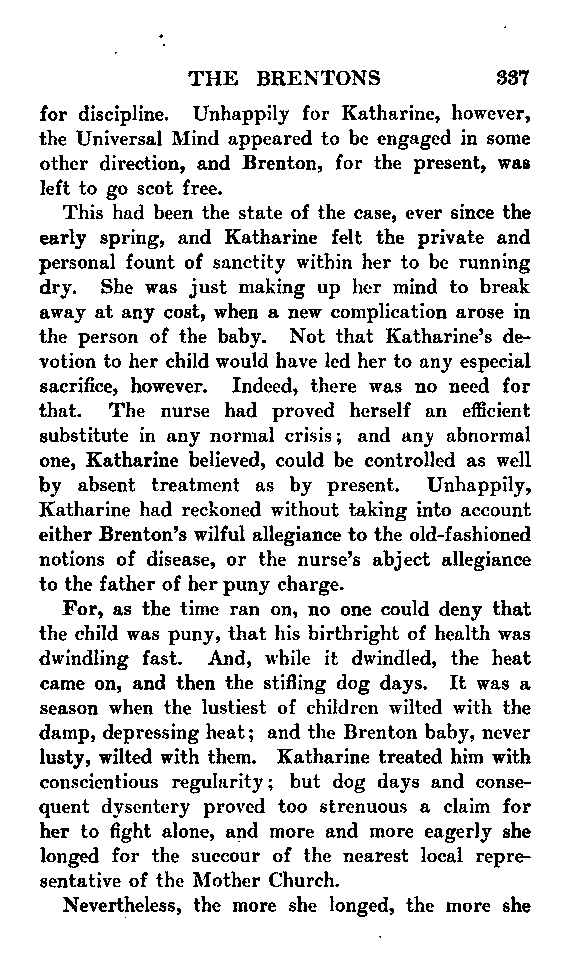 THE BRENTONS 337
for discipline. Unhappily for Katharine, however,
the Universal Mind appeared to be engaged in some
other direction, and Brenton, for the present, was
left to go scot free.
This had been the state of the case, ever since the
early spring, and Katharine felt the private and
personal fount of sanctity within her to be running
dry. She was just making up her mind to break
away at any cost, when a new complication arose in
the person of the baby. Not that Katharine's de-
votion to her child would have led her to any especial
sacrifice, however. Indeed, there was no need for
that. The nurse had proved herself an efficient
substitute in any normal crisis; and any abnormal
one, Katharine believed, could be controlled as well
by absent treatment as by present. Unhappily,
Katharine had reckoned without taking into account
either Brenton's wilful allegiance to the old-fashioned
notions of disease, or the nurse's abject allegiance
to the father of her puny charge.
For, as the time ran on, no one could deny that
the child was puny, that his birthright of health was
dwindling fast. And, while it dwindled, the heat
came on, and then the stifling dog days. It was a
season when the lustiest of children wilted with the
damp, depressing heat; and the Brenton baby, never
lusty, wilted with them. Katharine treated him with
conscientious regularity; but dog days and conse-
quent dysentery proved too strenuous a claim for
her to fight alone, and more and more eagerly she
longed for the succour of the nearest local repre-
sentative of the Mother Church.
Nevertheless, the more she longed, the more she